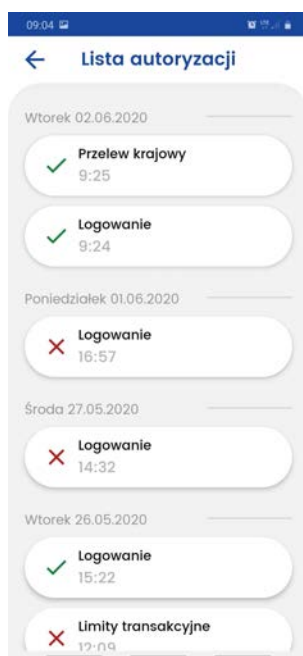 09:04
Lista autoryzacji
Wtorek 02.06.2020
Przelew krajowy
9:25
Logowanie
9:24
Poniedziałek 01.06.2020
Logowanie
16:57
Środa 27.05.2020
Logowanie
14:32
Wtorek 26.05.2020
Logowanie
15:22
Limity transakcyjne
12:09